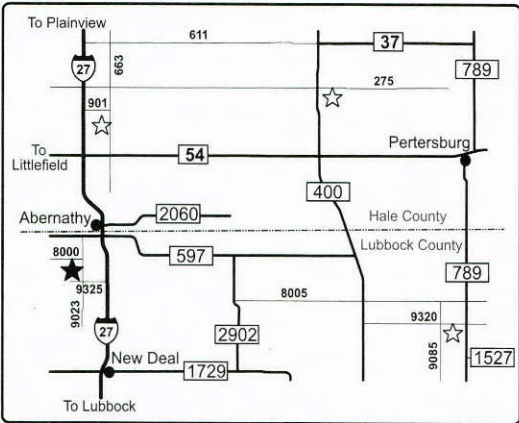 To Plainview
611
37
663
27
789
275
901
Pertersburg
To
Littlefield
54
400
Abernathy
2060
Hale County
Lubbock County
8000
597
789
9325
8005
9023
9320
27
2902
9085
New Deal
1729
1527
To Lubbock